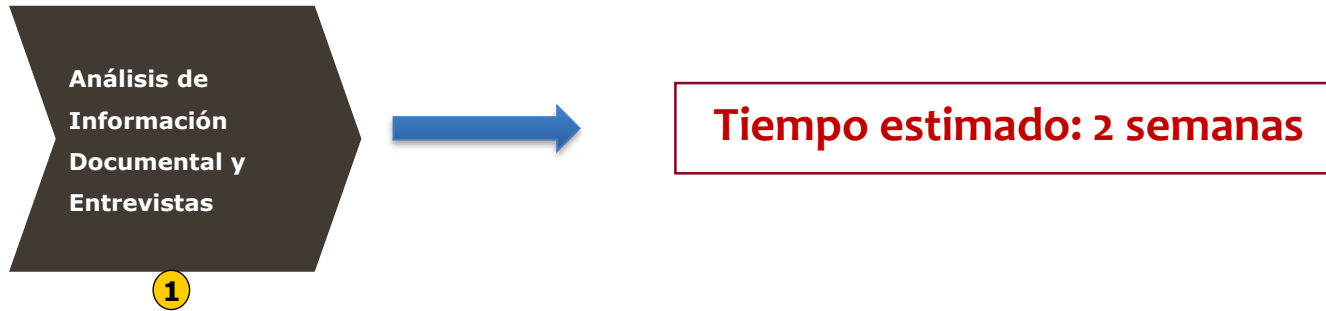 Análisis de
Información
Documental y
Entrevistas
Tiempo estimado: 2 semanas
1